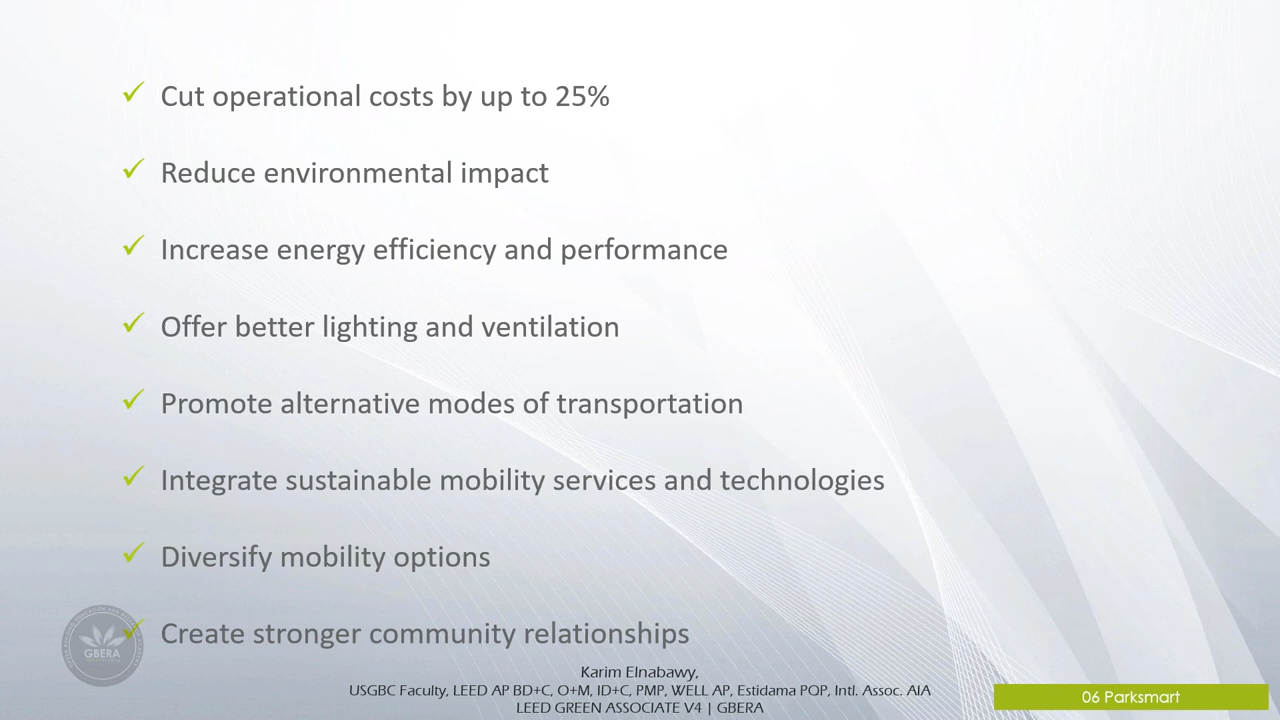 Cut operational costs by up to 25%
Reduce environmental impact
Increase energy efficiency and performance
Offer better lighting and ventilation
Promote alternative modes of transportation
Integrate sustainable mobility services and technologies
Diversify mobility options
Create stronger community relationships
GBERA
Karim Elnabawy,
USGBC Faculty, LEED AP BD+C, O+M, ID+C, PMP, WELL AP, Estidama POP, Intl. Assoc. AIA
LEED GREEN ASSOCIATE V4 | GBERA
06 Parksmart